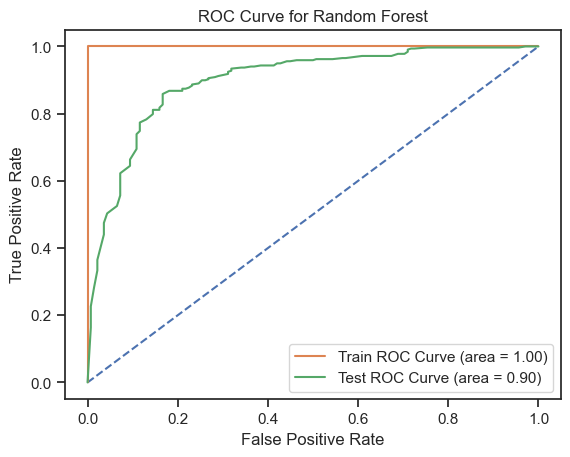 ROC Curve for Random Forest
1.0
0.8
0.6
0.4
0.2
0.0
True Positive Rate
0.0 0.2 0.4 0.6 0.8 1.0
False Positive Rate
Train ROC Curve (area = 1.00)
Test ROC Curve (area = 0.90)